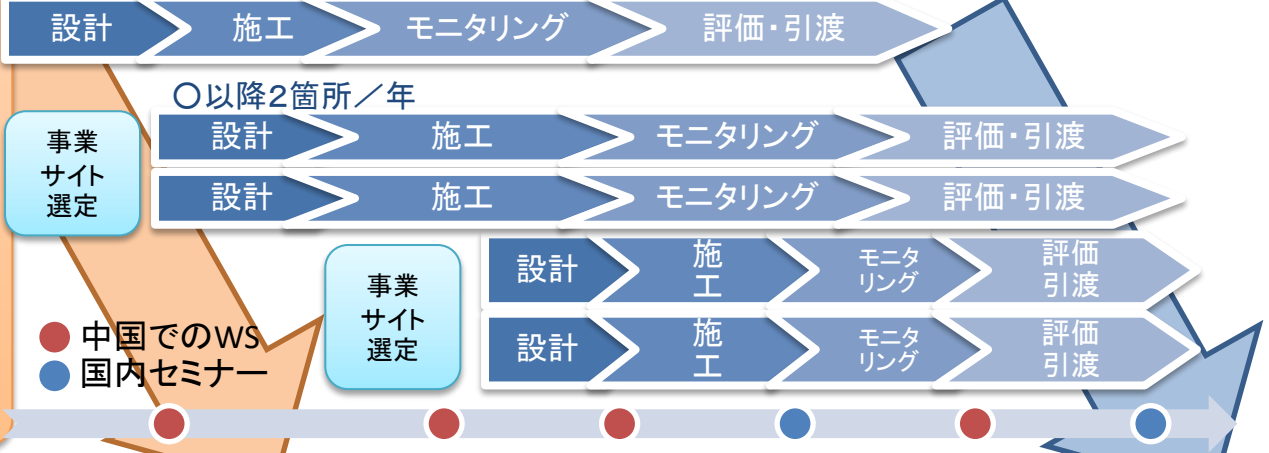 設計 施工 モニタリング 評価・引渡
〇以降2箇所／年
事業
サイト
選定
設計 施工 モニタリング 評価・引渡
設計 施工 モニタリング 評価・引渡
事業
サイト
選定
設計
施
工
モニタ
リング
評価
引渡
設計
施
工
モニタ
リング
評価
引渡
中国でのWS
国内セミナー